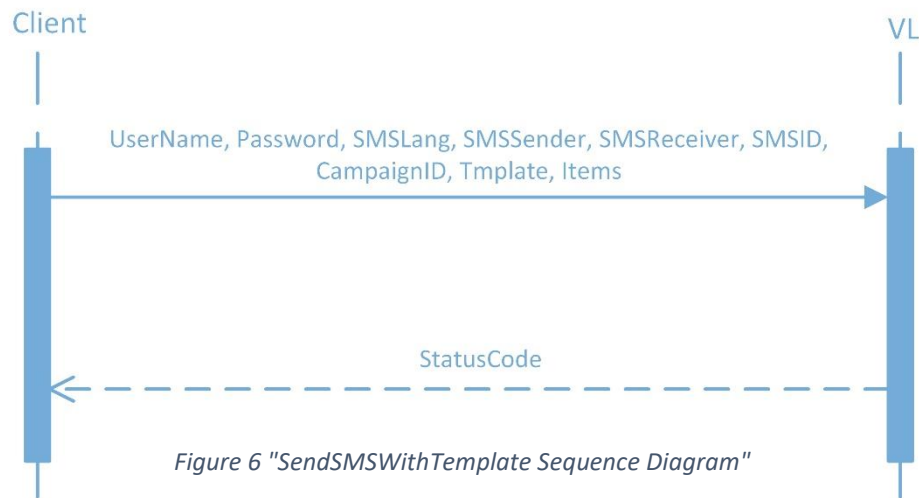 Client
VL
UserName, Password, SMSLang, SMSSender, SMSReceiver, SMSID,
CampaignID, Tmplate, Items
StatusCode
Figure 6 "SendSMSWithTemplate Sequence Diagram"